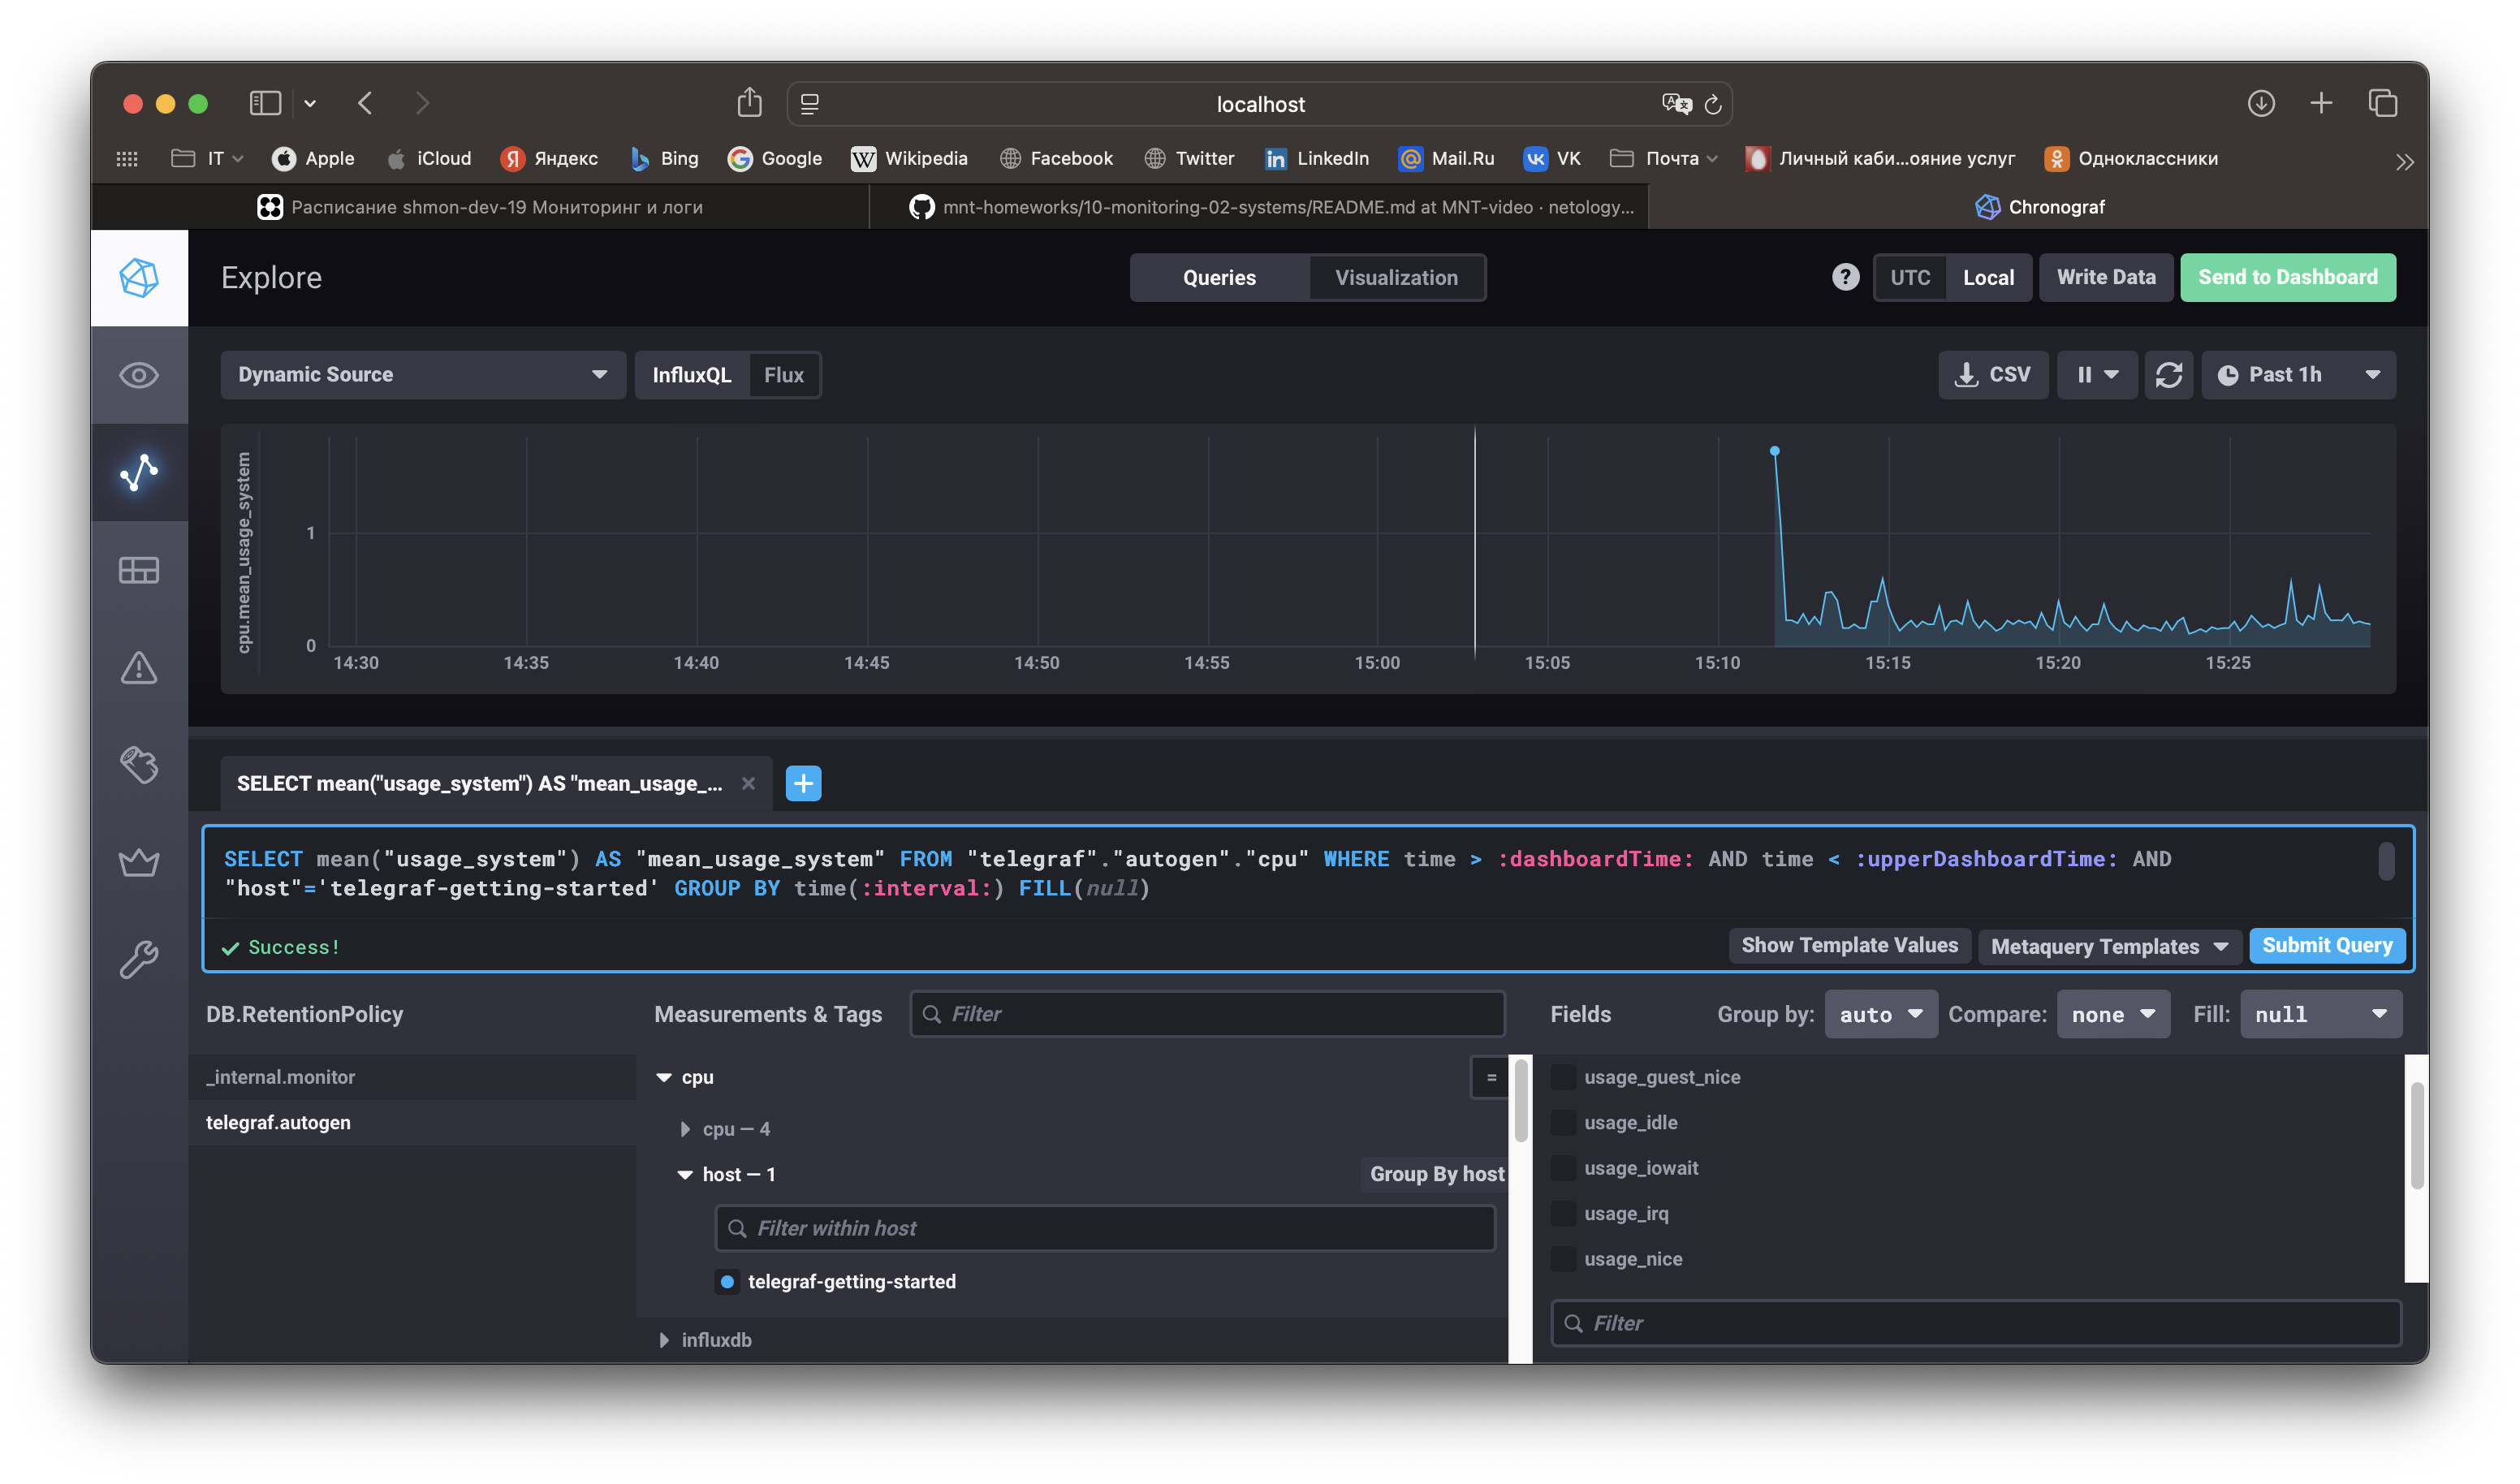 localhost
IT
Apple
iCloud
Яндекс
Bing
Google
Wikipedia
Facebook
Twitter
LinkedIn
Mail.Ru
VK
Почта
Личный каби...ояние услуг
Одноклассники
Расписание shmon-dev-19 Мониторинг и логи
mnt-homeworks/10-monitoring-02-systems/README.md at MNT-video · netology...
Chronograf
Explore
Queries
Visualization
?
UTC
Local
Write Data
Send to Dashboard
Dynamic Source
InfluxQL
Flux
CSV
Past 1h
cpu.mean_usage_system
1
0
14:30
14:35
14:40
14:45
14:50
14:55
15:00
15:05
15:10
15:15
15:20
15:25
SELECT mean("usage_system") AS "mean_usage_...
SELECT mean("usage_system") AS "mean_usage_system" FROM "telegraf"."autogen"."cpu" WHERE time > :dashboardTime: AND time < :upperDashboardTime: AND
"host"='telegraf-getting-started' GROUP BY time(:interval:) FILL(null)
Success!
Show Template Values
Metaquery Templates
Submit Query
DB.RetentionPolicy
_internal.monitor
telegraf.autogen
Measurements & Tags
Filter
cpu
=
cpu — 4
host — 1
Group By host
Filter within host
telegraf-getting-started
influxdb
Fields
Group by:
auto
Compare:
none
Fill:
null
usage_guest_nice
usage_idle
usage_iowait
usage_irq
usage_nice
Filter